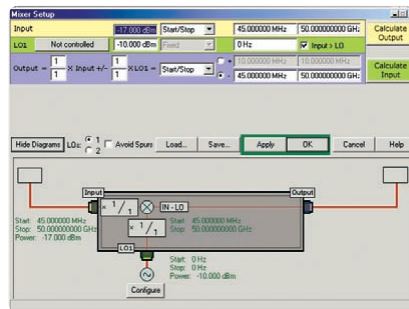 Mixer Setup
Input -17.000 dBm Start/Stop 45.000000 MHz 50.000000000 GHz Calculate Output
LO1 Not controlled -10.000 dBm Fixed 0 Hz Input > LO
Output = 1/1 X Input +/- 1/1 X LO1 = Start/Stop + 10.000000 MHz 10.000000 MHz
- 45.000000 MHz 50.000000000 GHz Calculate Input
Hide Diagrams LOs: 1 2 Avoid Spurs Load... Save... Apply OK Cancel Help
Input Output
x 1/1 IN - LO
x 1/1
LO1
Start: 45.000000 MHz
Stop: 50.000000000 GHz
Power: -17.000 dBm
Start: 45.000000 MHz
Stop: 50.000000000 GHz
Start: 0 Hz
Stop: 0 Hz
Power: -10.000 dBm
Configure